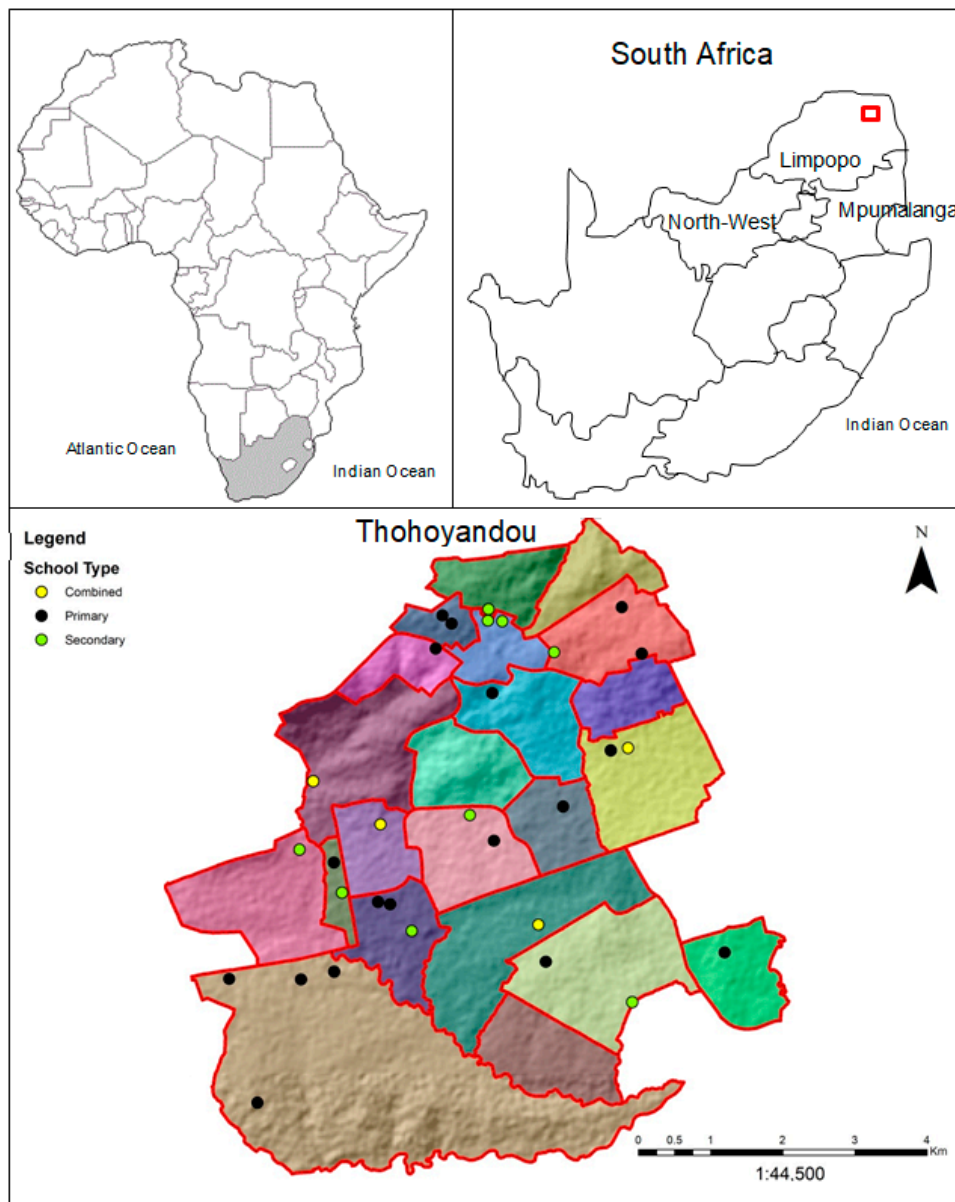 Atlantic Ocean
Indian Ocean
South Africa
Limpopo
North-West
Mpumalanga
Indian Ocean
Thohoyandou
Legend
School Type
Combined
Primary
Secondary
N
0 0.5 1 2 3 4
Km
1:44.500